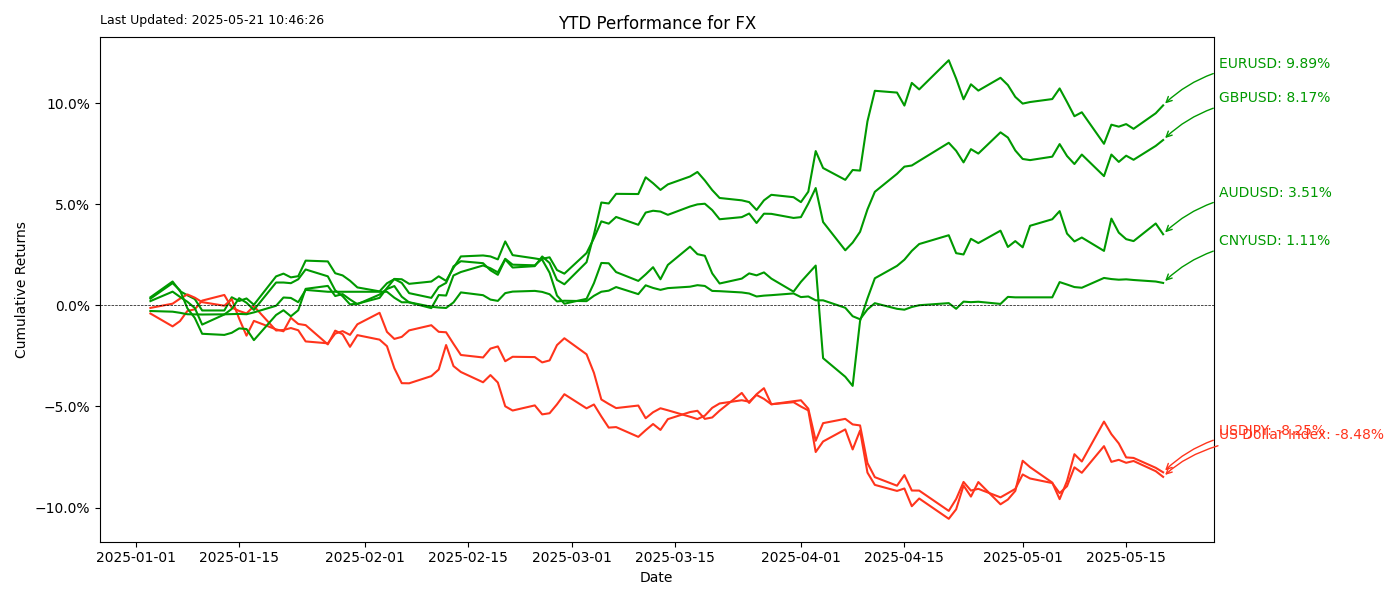 Last Updated: 2025-05-21 10:46:26
YTD Performance for FX
EURUSD: 9.89%
GBPUSD: 8.17%
AUDUSD: 3.51%
CNYUSD: 1.11%
USDJPY: -8.25%
US Dollar Index: -8.48%
Cumulative Returns
10.0%
5.0%
0.0%
−5.0%
−10.0%
2025-01-01
2025-01-15
2025-02-01
2025-02-15
2025-03-01
2025-03-15
2025-04-01
2025-04-15
2025-05-01
2025-05-15
Date